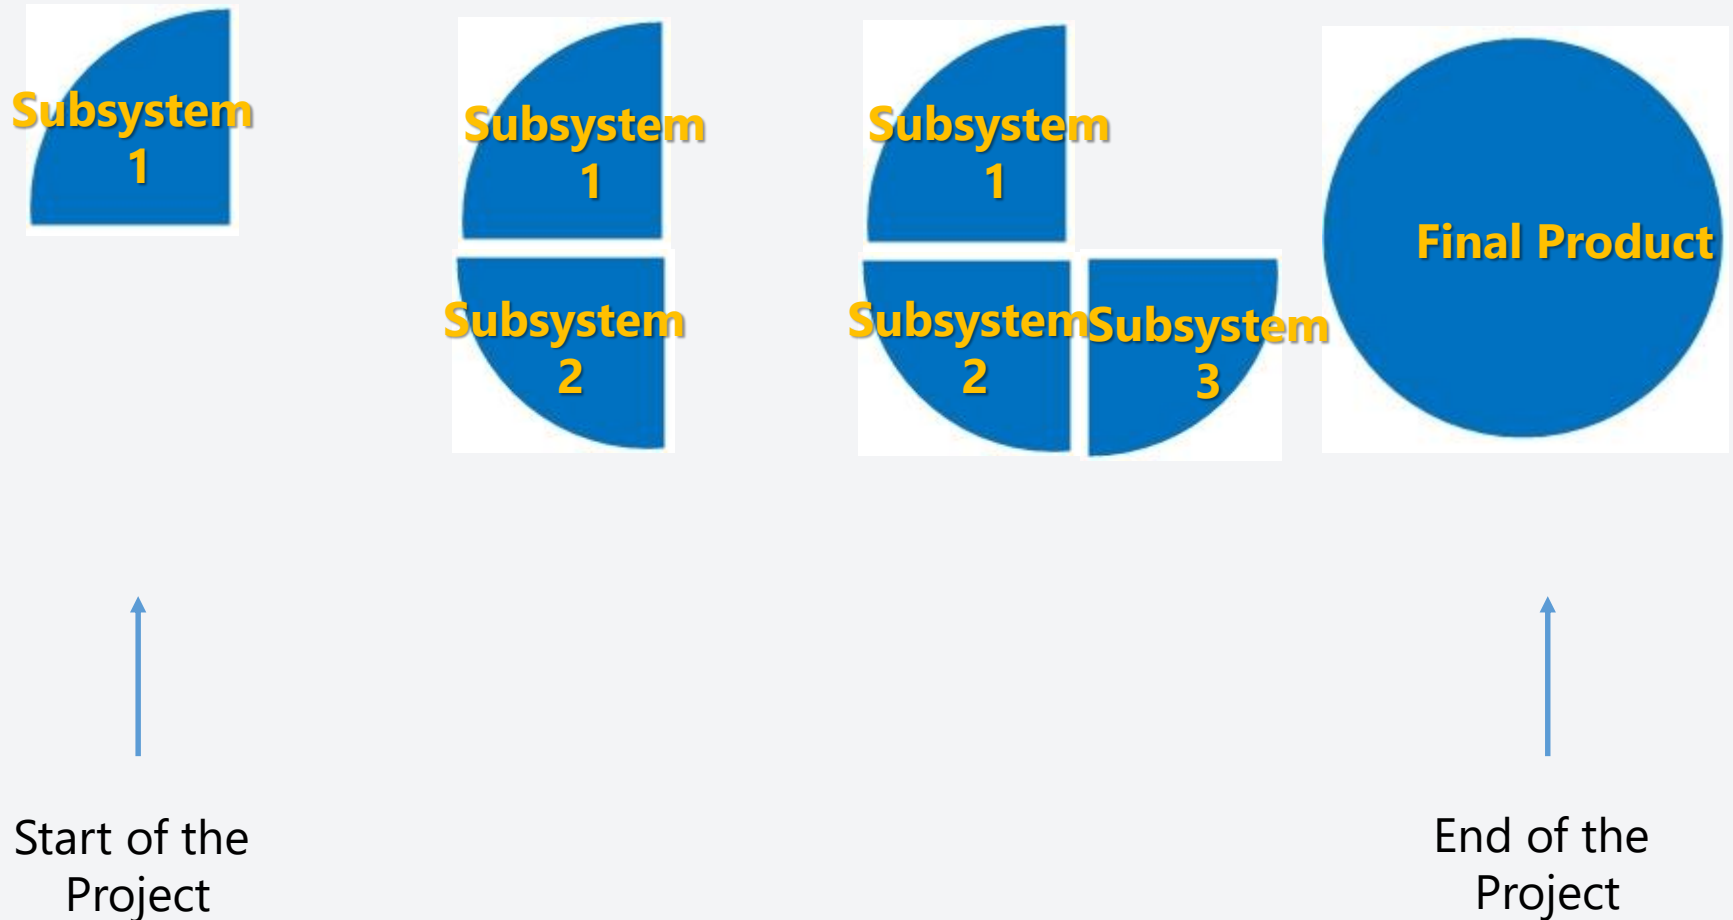 Subsystem
1
Subsystem
1
Subsystem
2
Subsystem
1
Subsystem
2
Subsystem
3
Final Product
Start of the
Project
End of the
Project